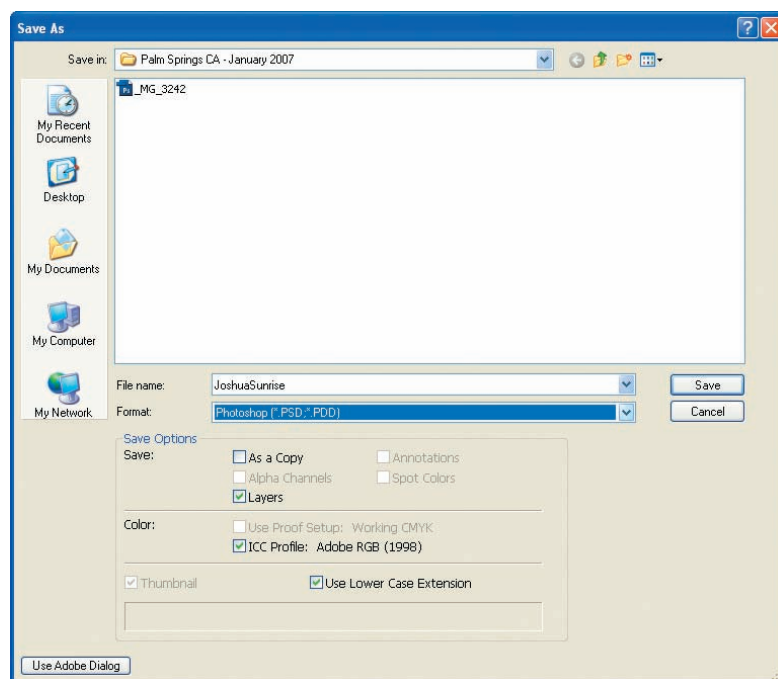 Save As
Save in: Palm Springs CA - January 2007
_MG_3242
My Recent
Documents
Desktop
My Documents
My Computer
My Network
File name: JoshuaSunrise Save
Format: Photoshop (*.PSD;*.PDD) Cancel
Save Options
Save: As a Copy Annotations
Alpha Channels Spot Colors
Layers
Color: Use Proof Setup: Working CMYK
ICC Profile: Adobe RGB (1998)
Thumbnail Use Lower Case Extension
Use Adobe Dialog